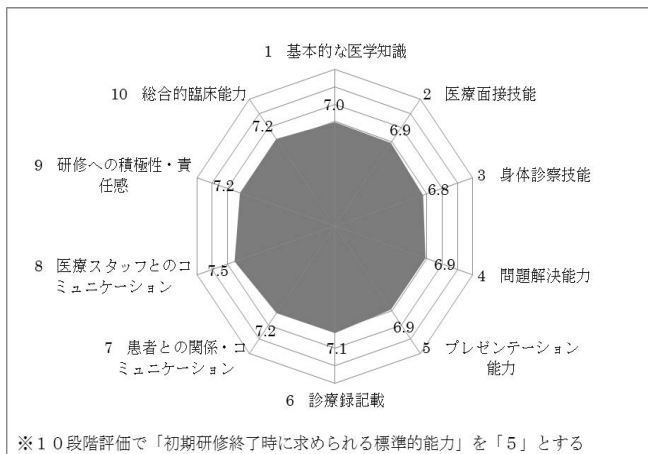 1 基本的な医学知識
7.0
2 医療面接技能
6.9
3 身体診察技能
6.8
4 問題解決能力
6.9
5 プレゼンテーション
能力
6.9
6 診療録記載
7.1
7 患者との関係・コ
ミュニケーション
7.2
8 医療スタッフとのコ
ミュニケーション
7.5
9 研修への積極性・責
任感
7.2
10 総合的臨床能力
7.2
※10段階評価で「初期研修終了時に求められる標準的能力」を「5」とする